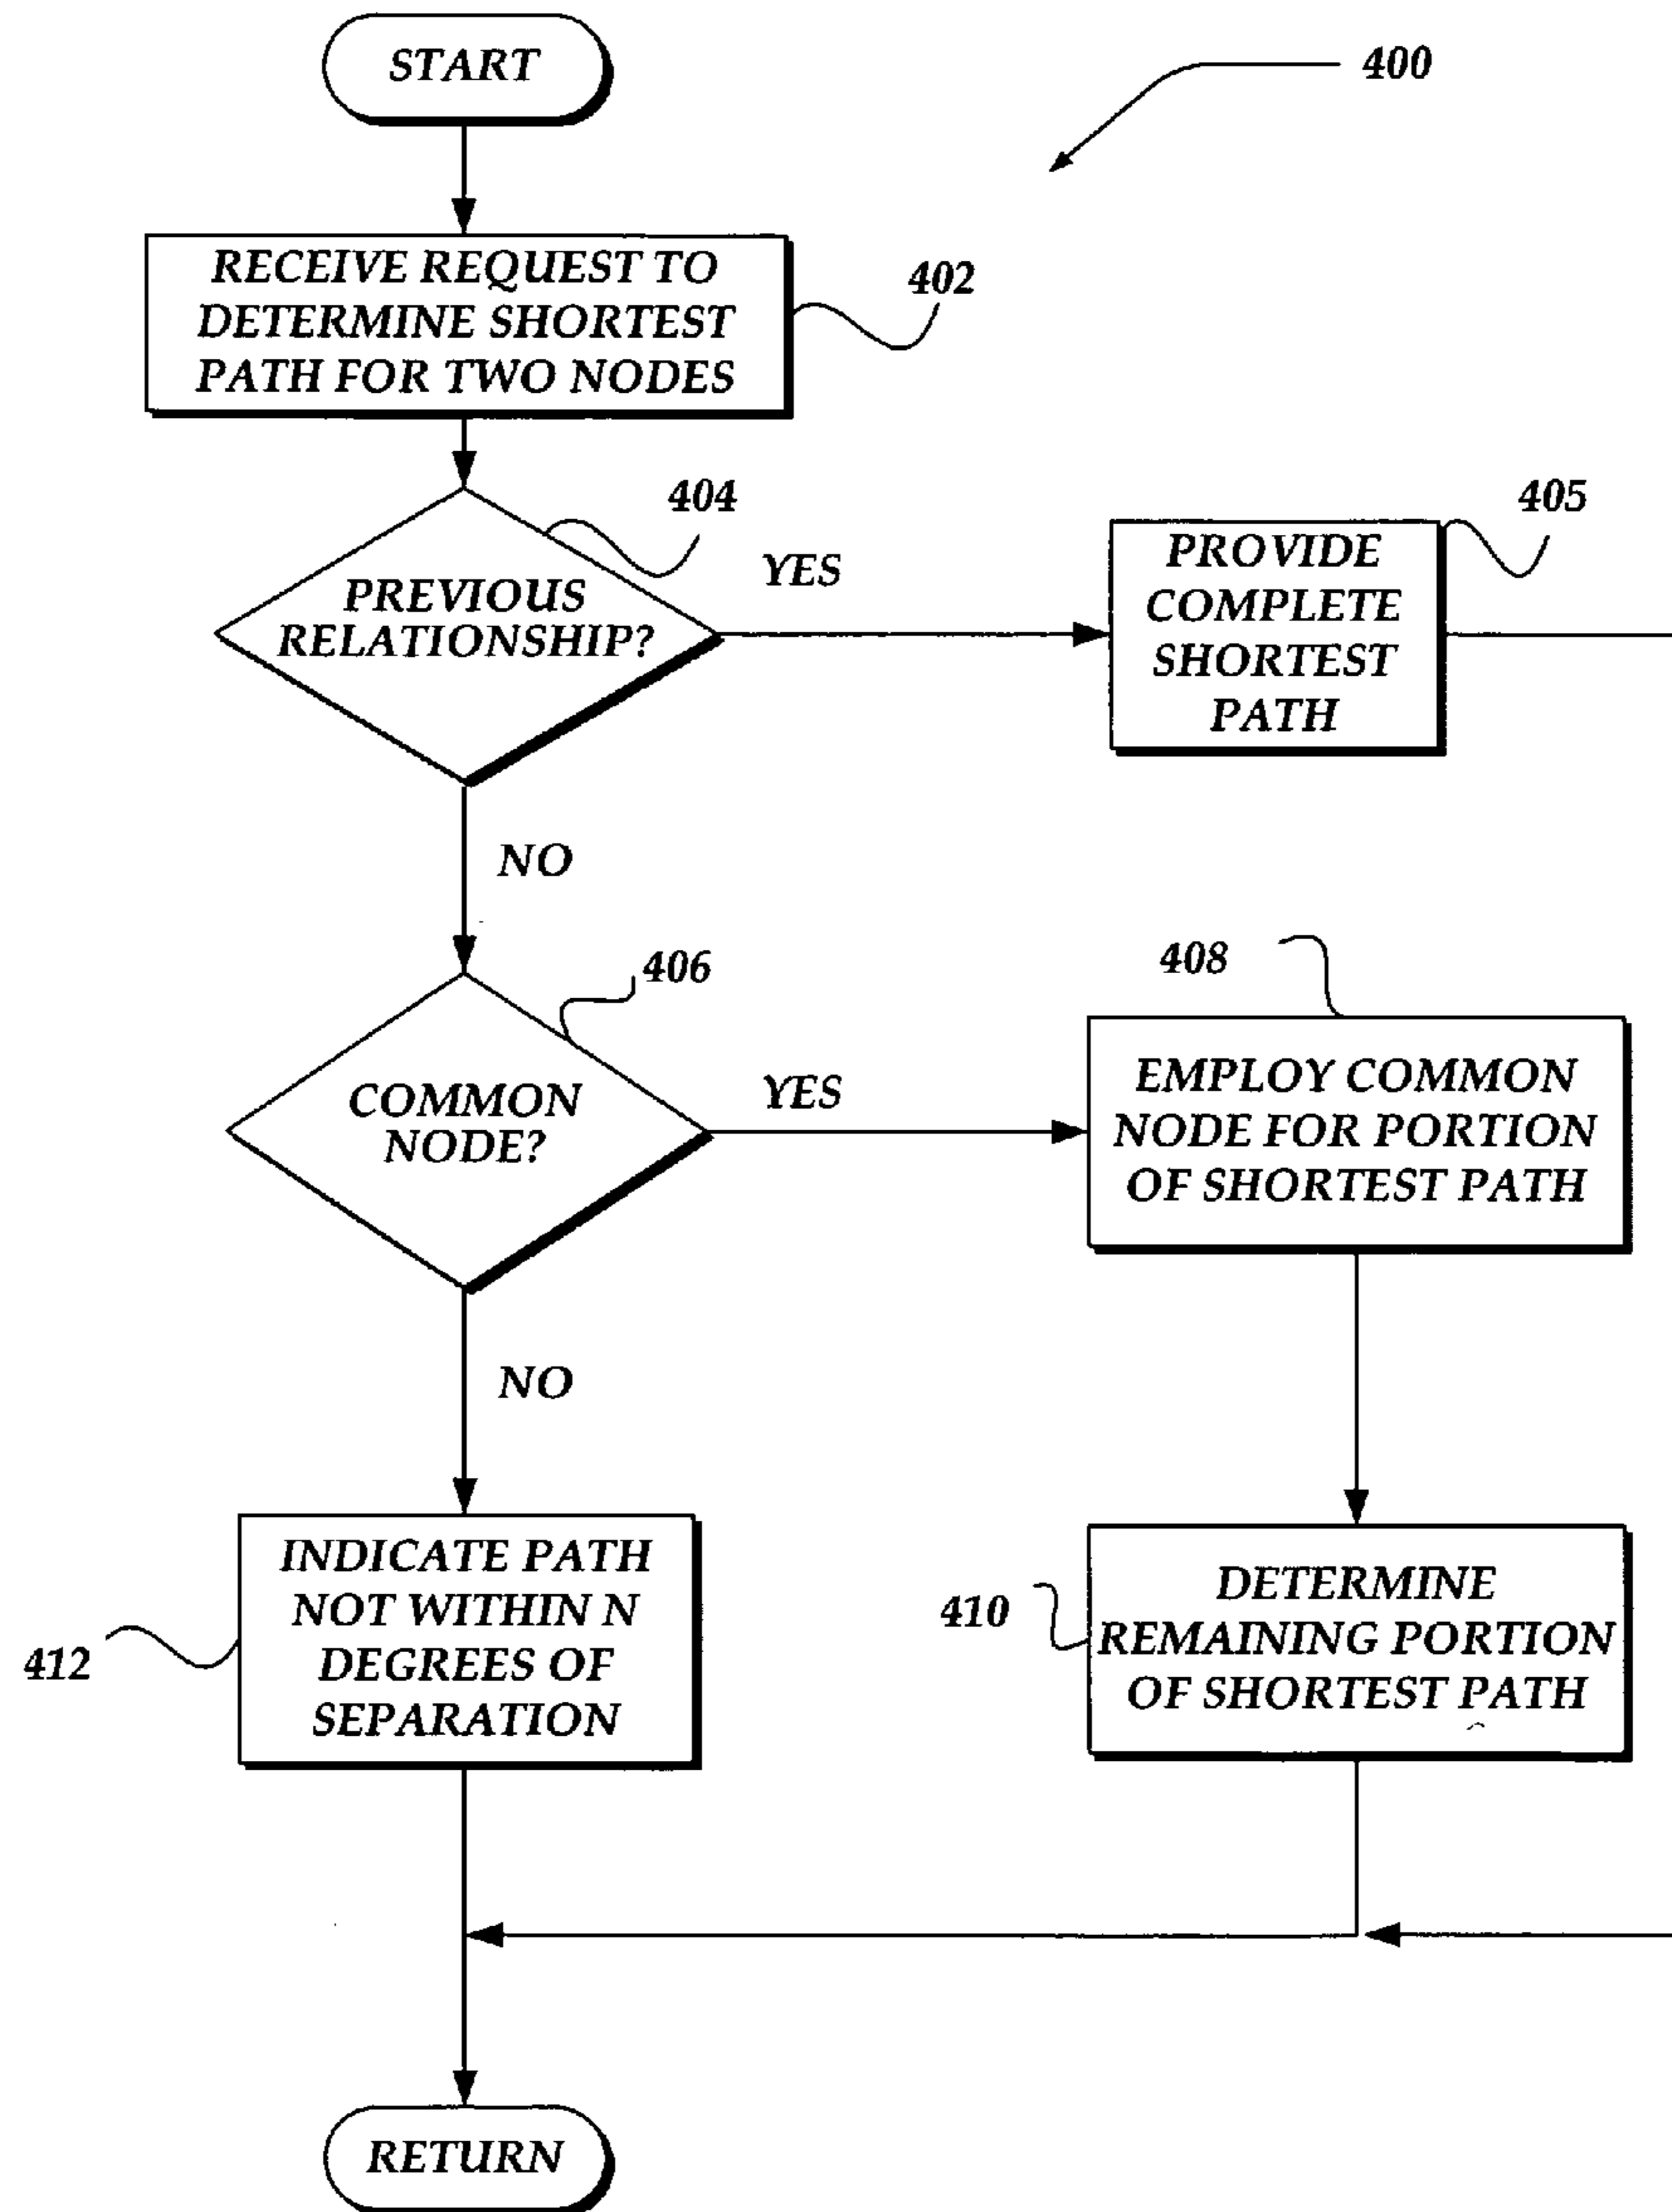 START
400
RECEIVE REQUEST TO
DETERMINE SHORTEST
PATH FOR TWO NODES
402
404
PREVIOUS
RELATIONSHIP?
YES
405
PROVIDE
COMPLETE
SHORTEST
PATH
NO
406
COMMON
NODE?
YES
408
EMPLOY COMMON
NODE FOR PORTION
OF SHORTEST PATH
NO
412
INDICATE PATH
NOT WITHIN N
DEGREES OF
SEPARATION
410
DETERMINE
REMAINING PORTION
OF SHORTEST PATH
RETURN